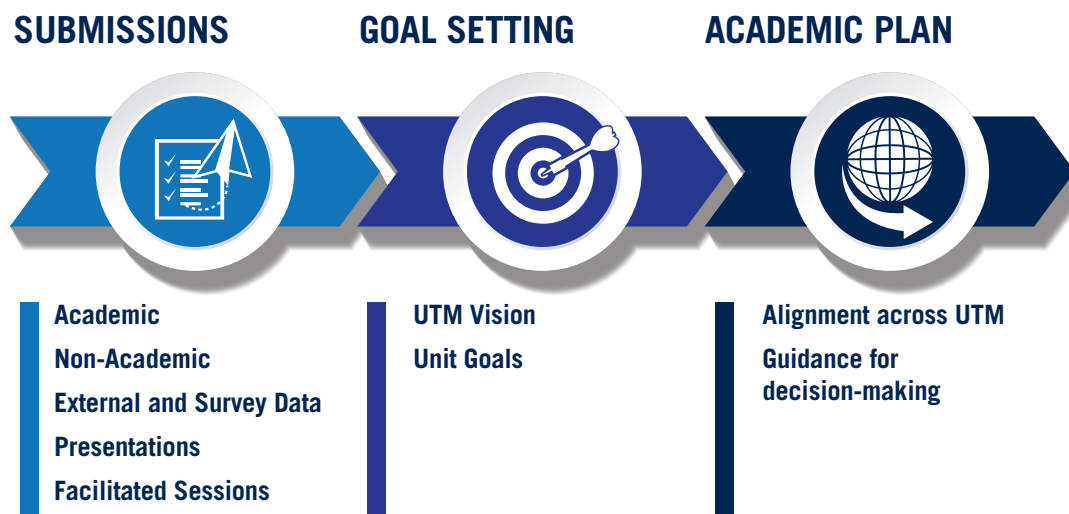 SUBMISSIONS
Academic
Non-Academic
External and Survey Data
Presentations
Facilitated Sessions
GOAL SETTING
UTM Vision
Unit Goals
ACADEMIC PLAN
Alignment across UTM
Guidance for
decision-making